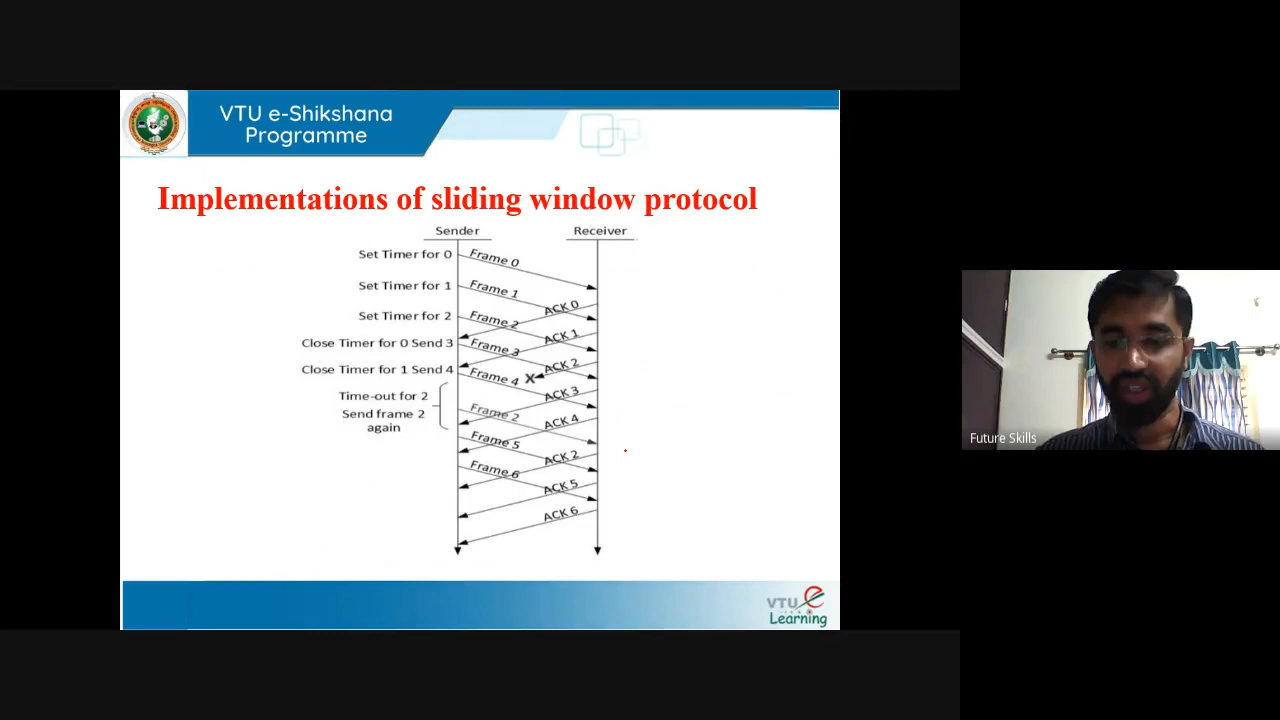 VTU e-Shikshana
Programme
Implementations of sliding window protocol
Sender
Receiver
Set Timer for 0
Frame 0
Set Timer for 1
Frame 1
ACK 0
Set Timer for 2
Frame 2
ACK 1
Close Timer for 0 Send 3
Frame 3
ACK 2
Close Timer for 1 Send 4
Frame 4
X
ACK 3
Time-out for 2
Send frame 2
again
Frame 2
ACK 4
Frame 5
ACK 2
Frame 6
ACK 5
ACK 6
VTU e
Learning
Future Skills